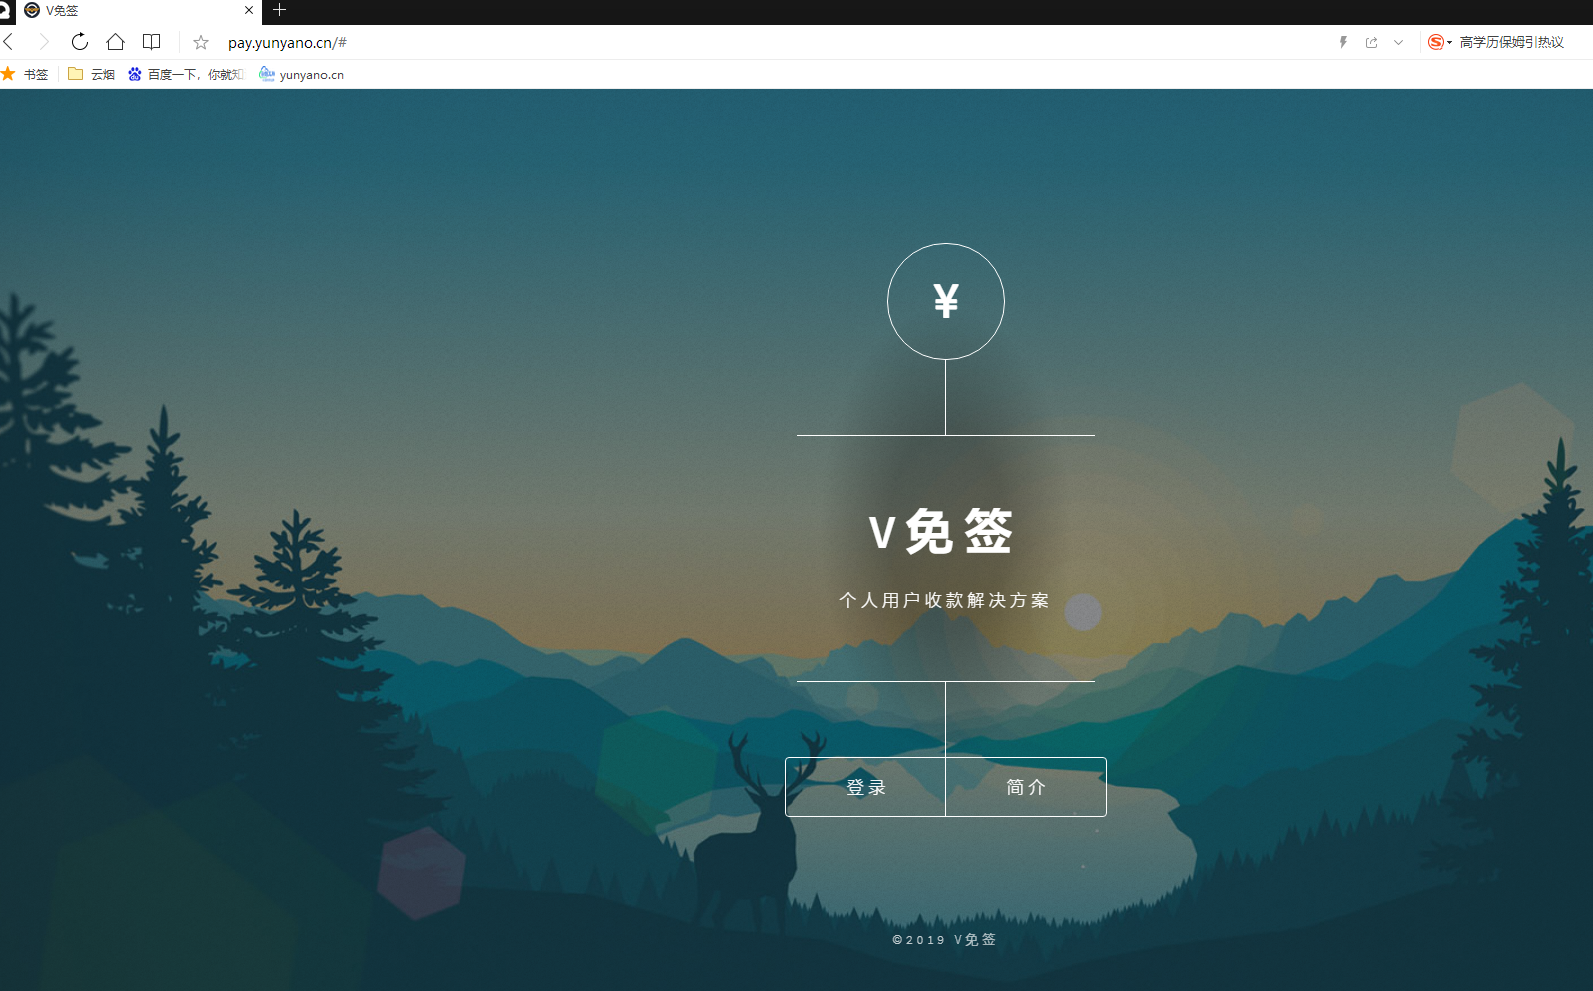 V免签
pay.yunyano.cn/#
高学历保姆引热议
书签 云烟 百度一下，你就知 yunyano.cn
¥
V免签
个人用户收款解决方案
登录 简介
©2019 V免签